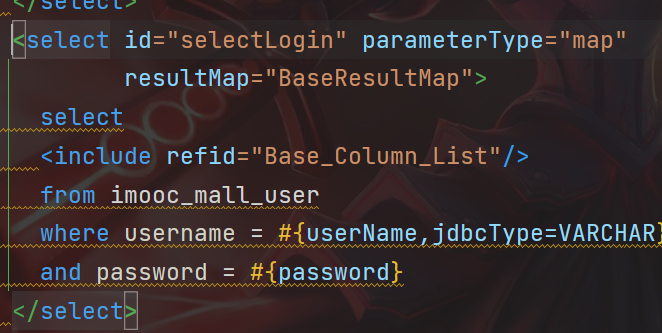 </select>
<select id="selectLogin" parameterType="map"
resultMap="BaseResultMap">
select
<include refid="Base_Column_List"/>
from imooc_mall_user
where username = #{userName,jdbcType=VARCHAR}
and password = #{password}
</select>